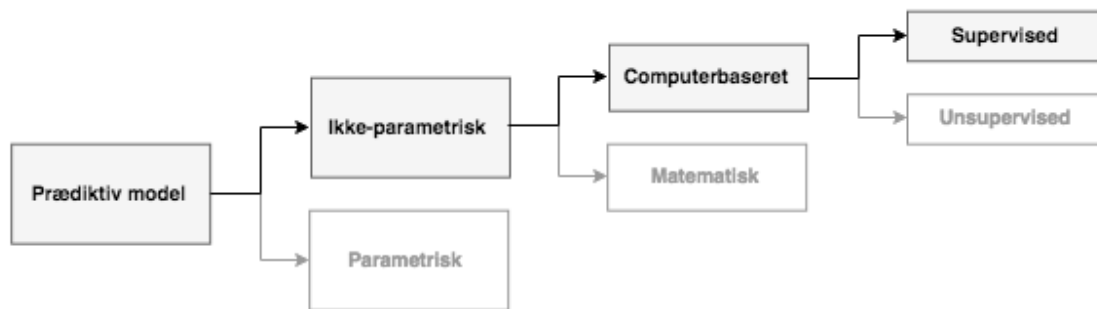 Prædiktiv model
Ikke-parametrisk
Parametrisk
Computerbaseret
Matematisk
Supervised
Unsupervised